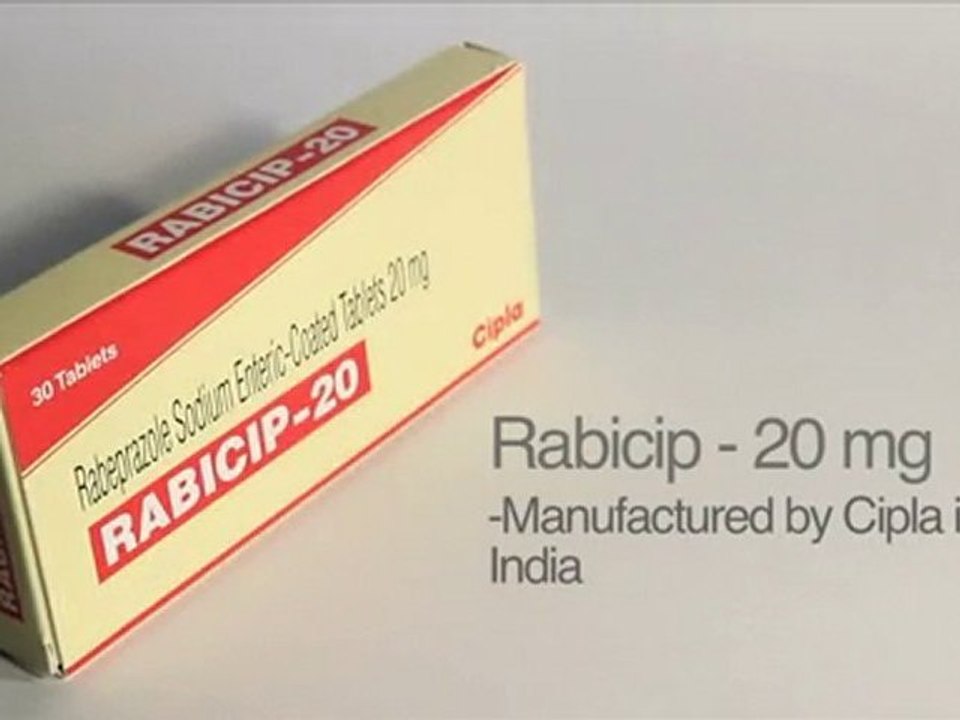 RABICIP-20
30 Tablets
Rabeprazole Sodium Enteric-Coated Tablets 20 mg
RABICIP-20
Cipla
Rabicip - 20 mg
-Manufactured by Cipla i
India